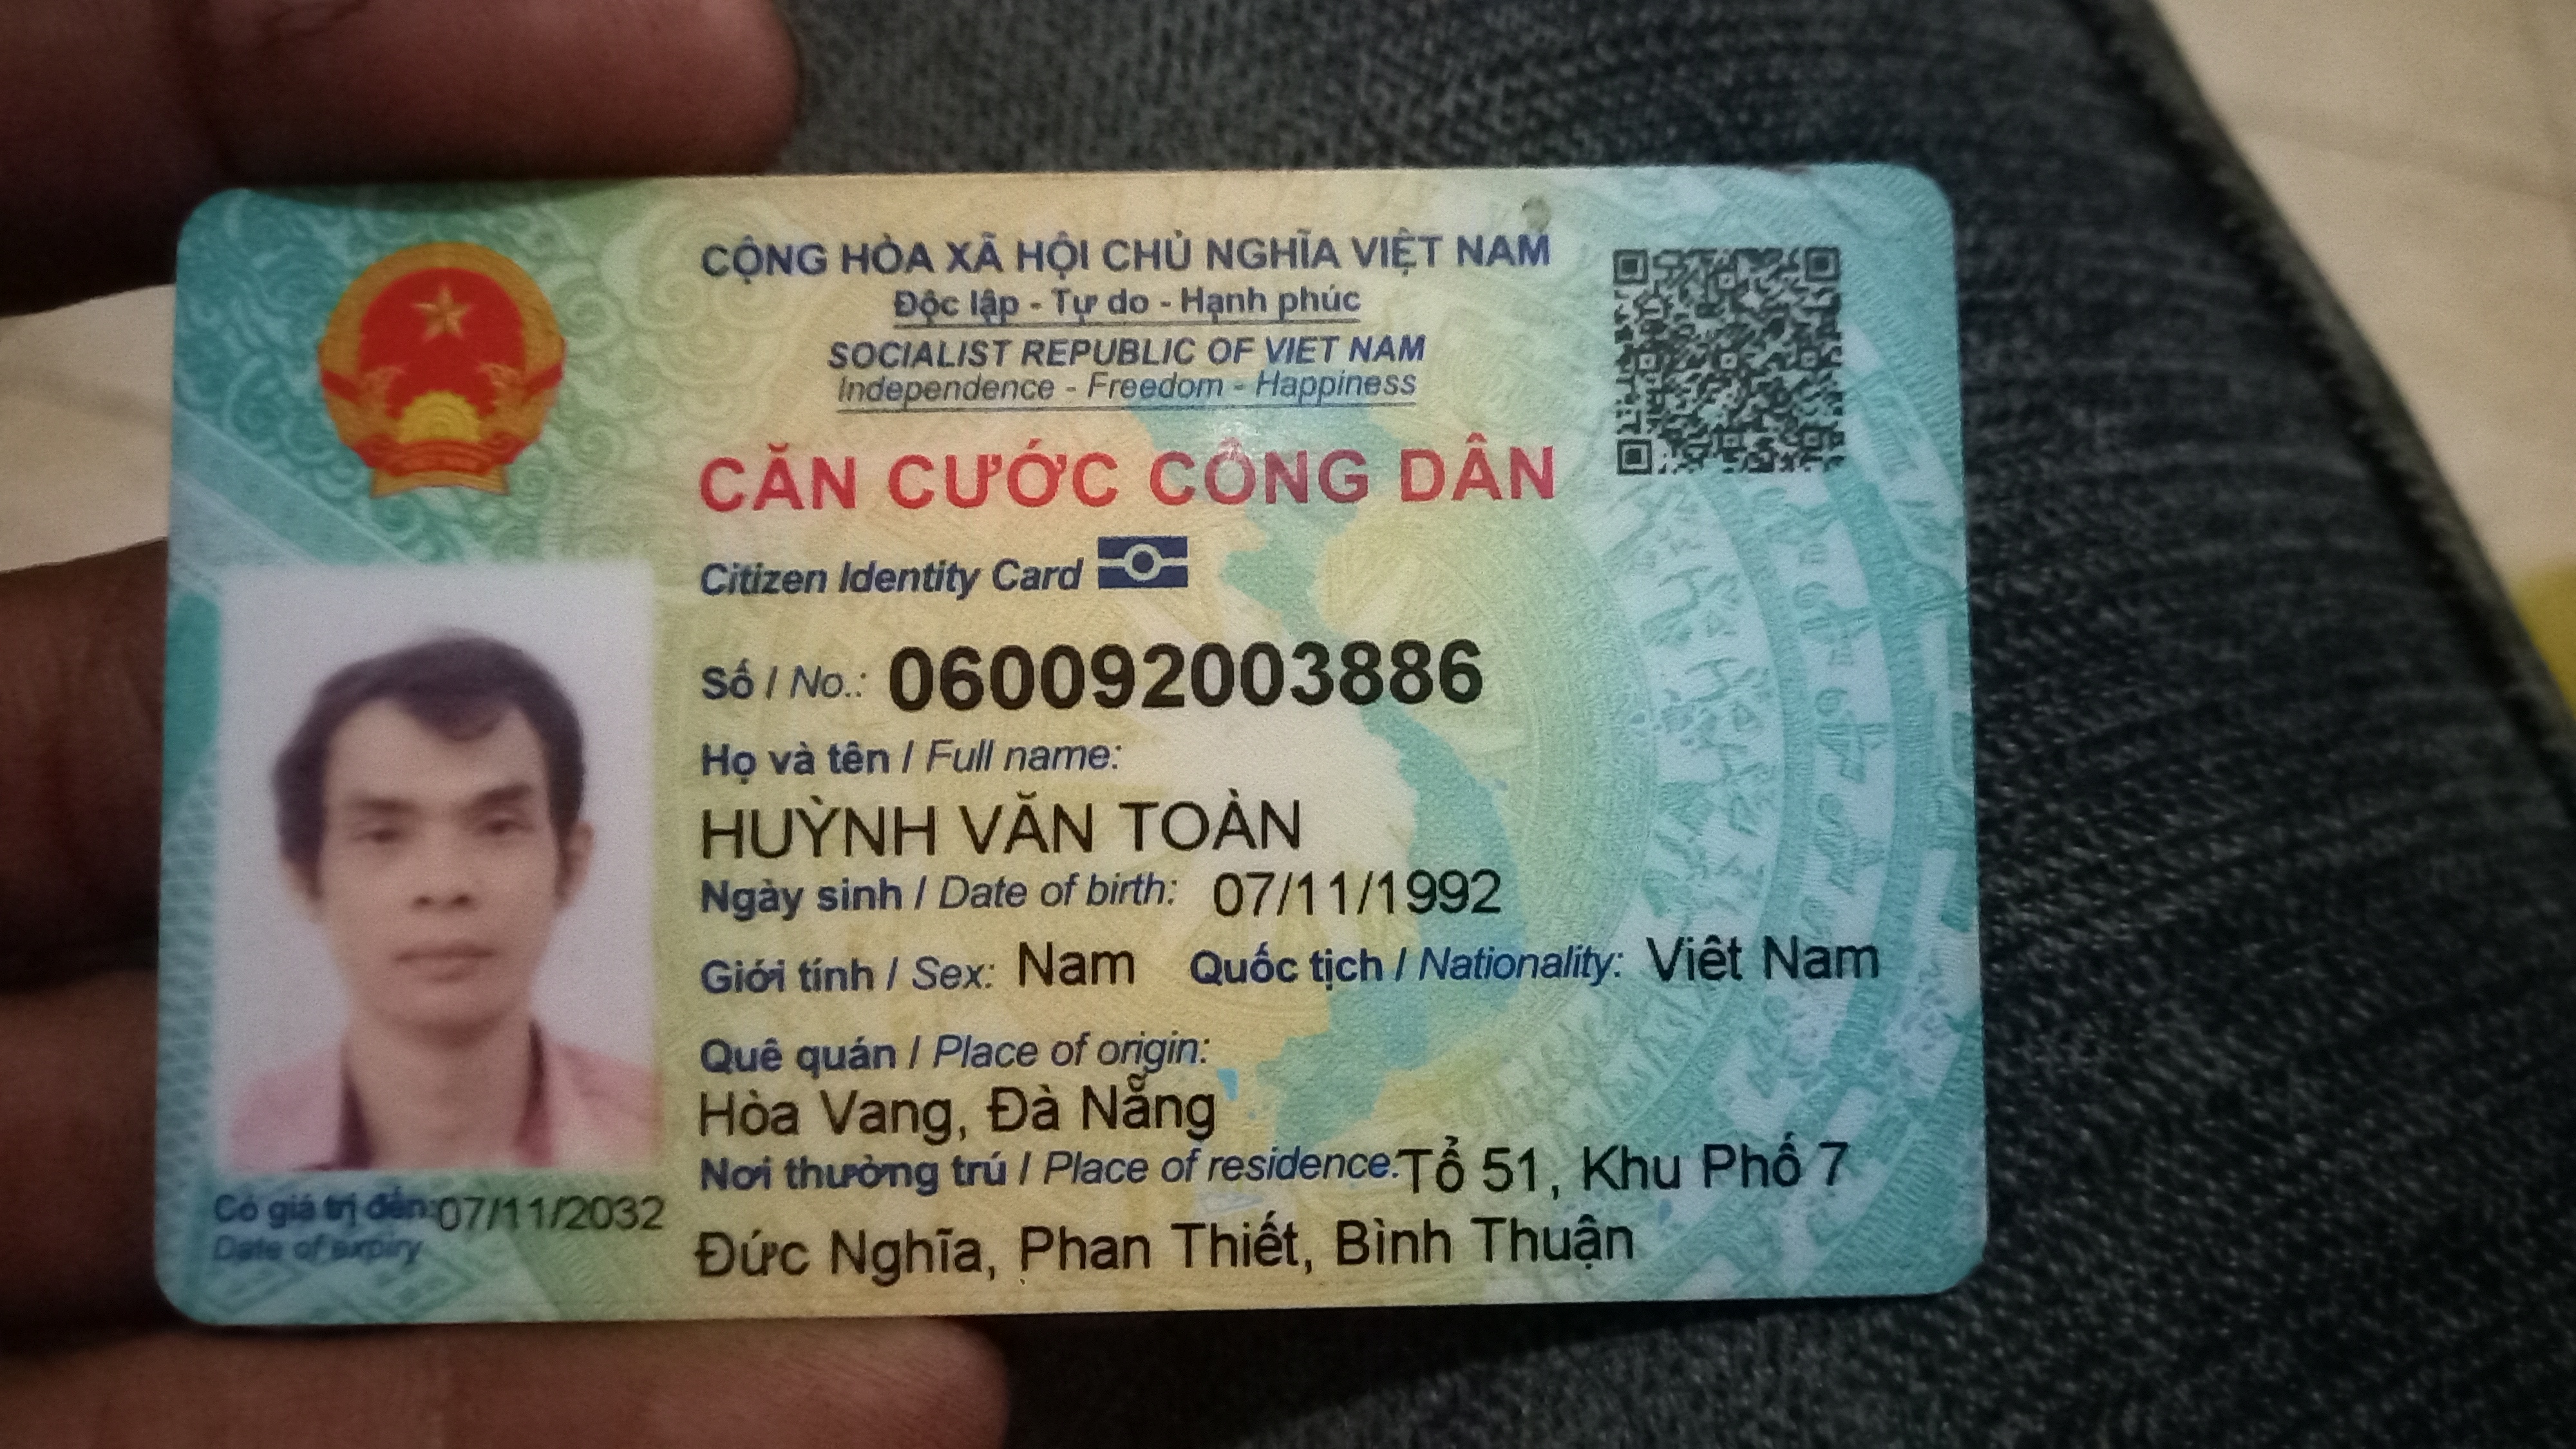 CỘNG HÒA XÃ HỘI CHỦ NGHĨA VIỆT NAM
Độc lập - Tự do - Hạnh phúc
SOCIALIST REPUBLIC OF VIET NAM
Independence - Freedom - Happiness
CĂN CƯỚC CÔNG DÂN
Citizen Identity Card
Số / No.: 060092003886
Họ và tên / Full name:
HUỲNH VĂN TOÀN
Ngày sinh / Date of birth: 07/11/1992
Giới tính / Sex: Nam Quốc tịch / Nationality: Việt Nam
Quê quán / Place of origin:
Hòa Vang, Đà Nẵng
Nơi thường trú / Place of residence: Tổ 51, Khu Phố 7
Đức Nghĩa, Phan Thiết, Bình Thuận
Có giá trị đến: 07/11/2032
Date of expiry